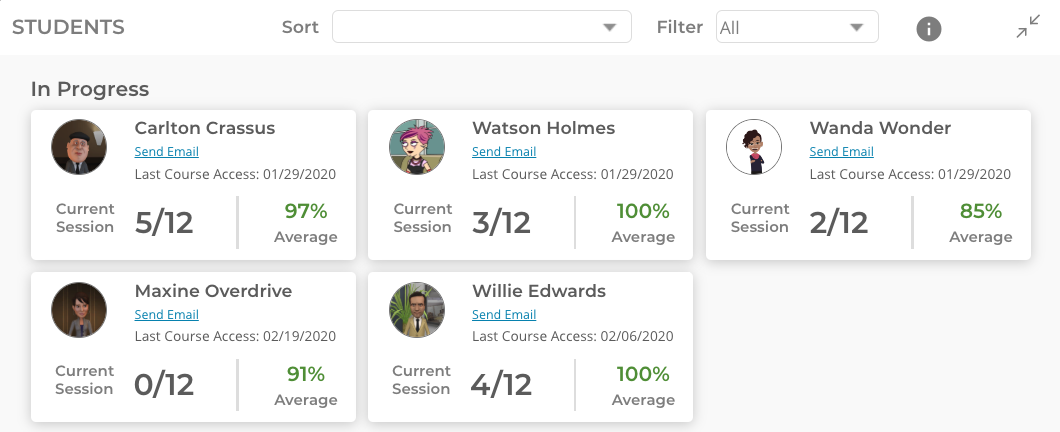 STUDENTS
Sort
Filter
All
i
In Progress
Carlton Crassus
Send Email
Last Course Access: 01/29/2020
Current
Session
5/12
97%
Average
Watson Holmes
Send Email
Last Course Access: 01/29/2020
Current
Session
3/12
100%
Average
Wanda Wonder
Send Email
Last Course Access: 01/29/2020
Current
Session
2/12
85%
Average
Maxine Overdrive
Send Email
Last Course Access: 02/19/2020
Current
Session
0/12
91%
Average
Willie Edwards
Send Email
Last Course Access: 02/06/2020
Current
Session
4/12
100%
Average